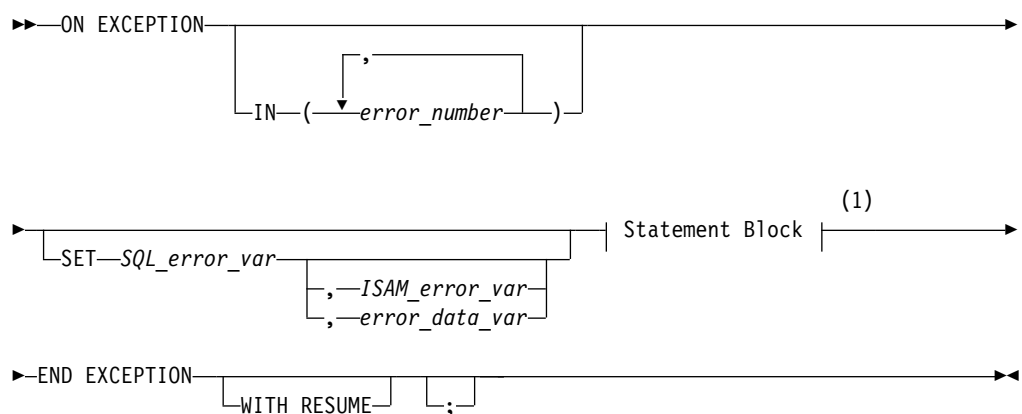 ON EXCEPTION
,
IN ( error_number )
(1)
Statement Block
SET SQL_error_var
, ISAM_error_var
, error_data_var
END EXCEPTION
WITH RESUME ;